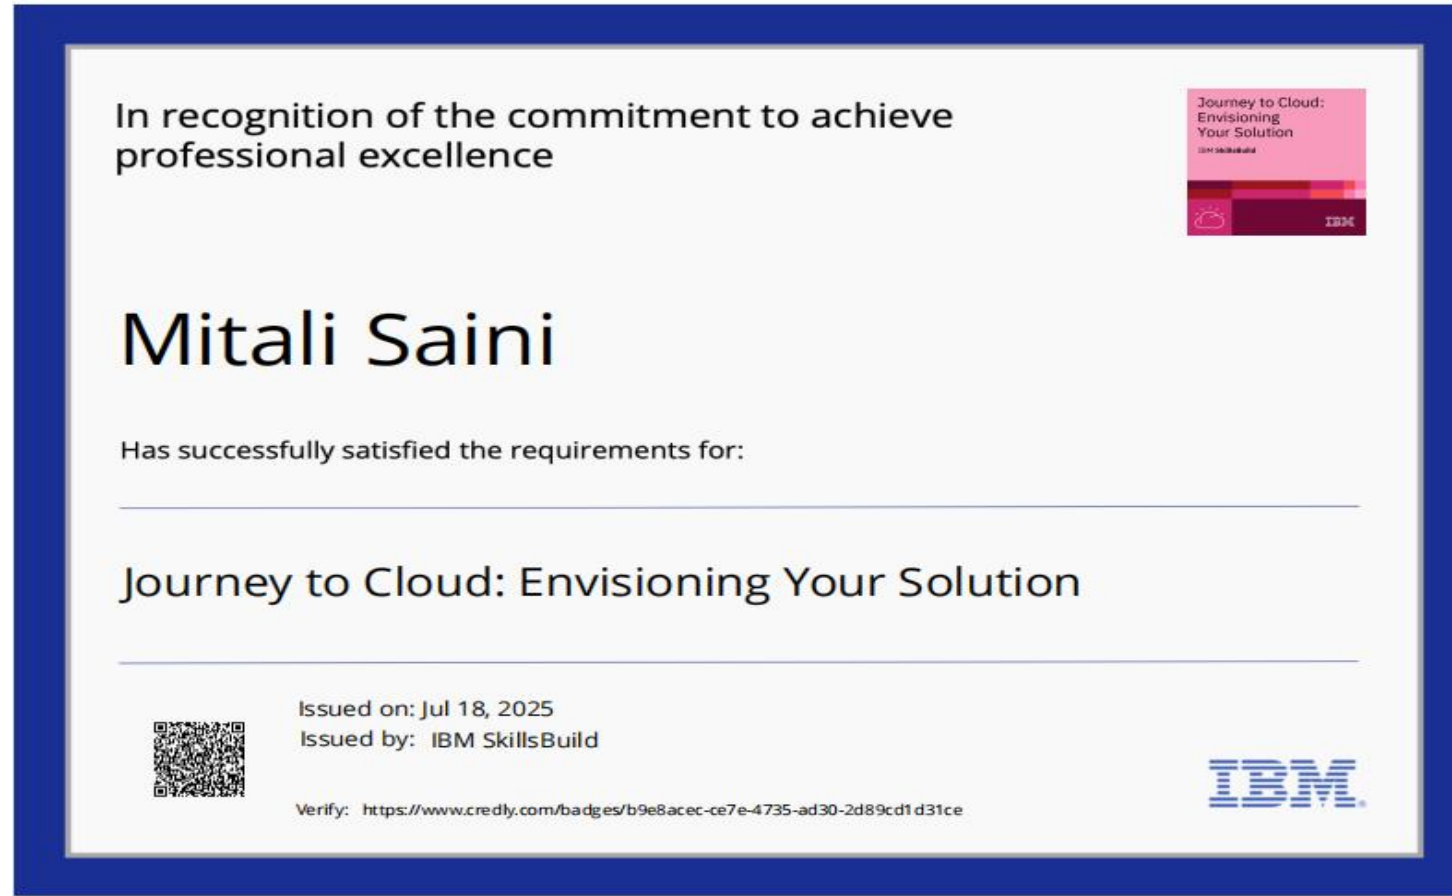 In recognition of the commitment to achieve
professional excellence
Journey to Cloud:
Envisioning
Your Solution
IBM SkillsBuild
IBM
Mitali Saini
Has successfully satisfied the requirements for:
Journey to Cloud: Envisioning Your Solution
Issued on: Jul 18, 2025
Issued by: IBM SkillsBuild
IBM
Verify: https://www.credly.com/badges/b9e8acec-ce7e-4735-ad30-2d89cd1d31ce